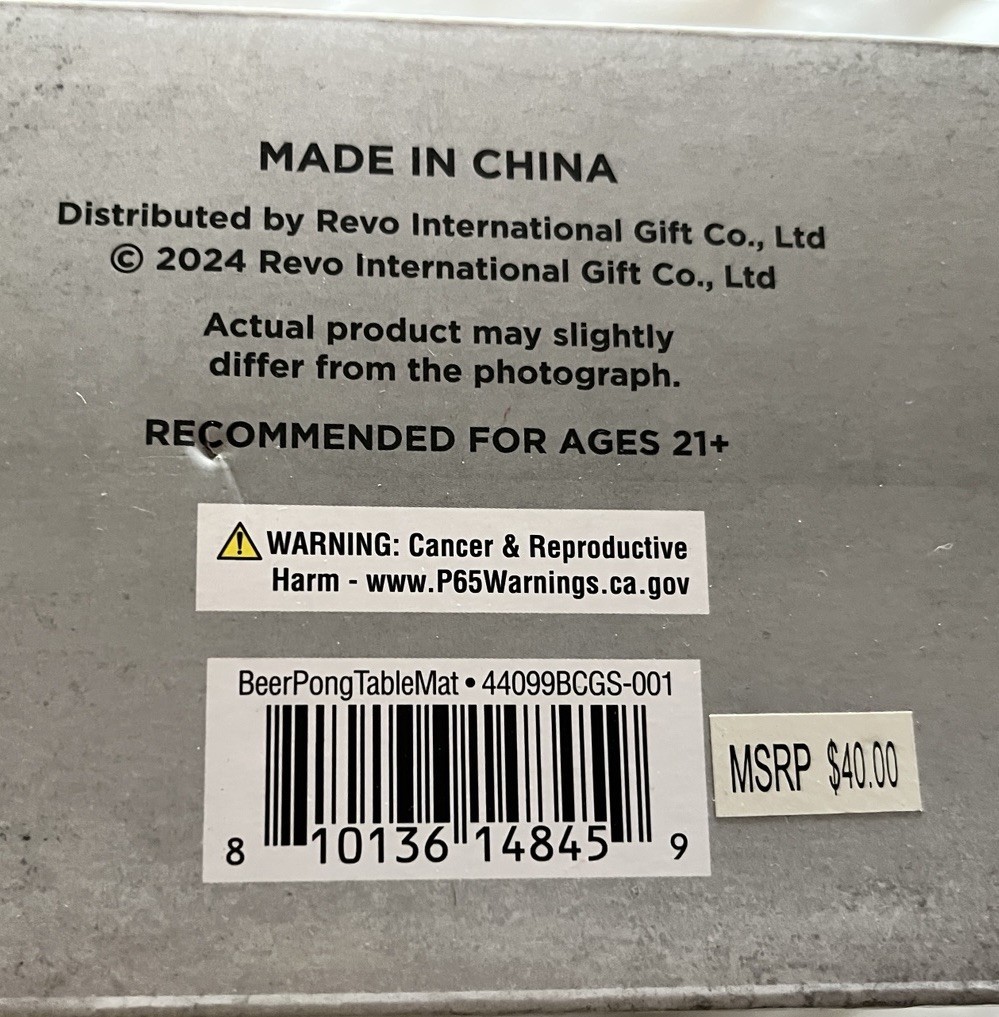 MADE IN CHINA
Distributed by Revo International Gift Co., Ltd
© 2024 Revo International Gift Co., Ltd
Actual product may slightly
differ from the photograph.
RECOMMENDED FOR AGES 21+
⚠ WARNING: Cancer & Reproductive
Harm - www.P65Warnings.ca.gov
BeerPongTableMat • 44099BCGS-001
MSRP $40.00
8 10136 14845 9